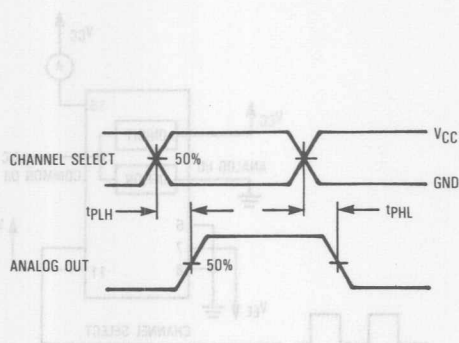 VCC
CHANNEL SELECT
50%
GND
tPLH
tPHL
ANALOG OUT
50%